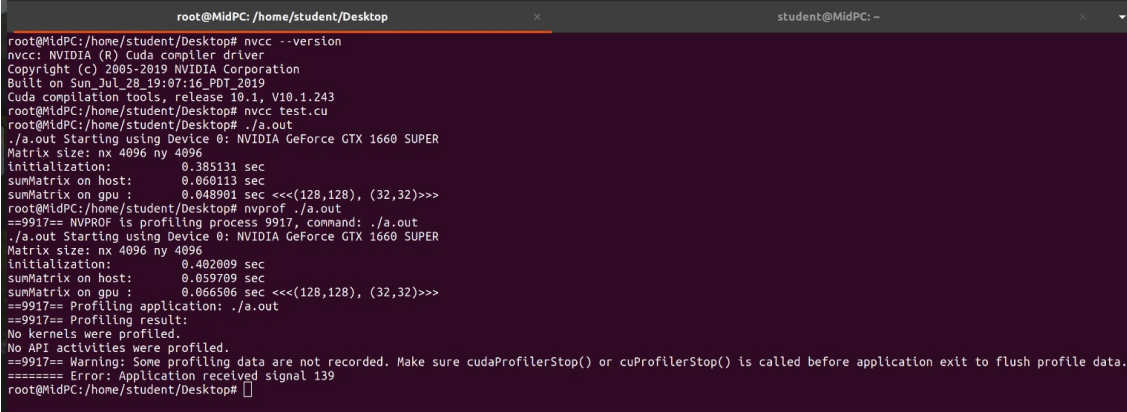 root@MidPC: /home/student/Desktop
student@MidPC: ~
root@MidPC:/home/student/Desktop# nvcc --version
nvcc: NVIDIA (R) Cuda compiler driver
Copyright (c) 2005-2019 NVIDIA Corporation
Built on Sun_Jul_28_19:07:16_PDT_2019
Cuda compilation tools, release 10.1, V10.1.243
root@MidPC:/home/student/Desktop# nvcc test.cu
root@MidPC:/home/student/Desktop# ./a.out
./a.out Starting using Device 0: NVIDIA GeForce GTX 1660 SUPER
Matrix size: nx 4096 ny 4096
initialization:          0.385131 sec
sumMatrix on host:       0.060113 sec
sumMatrix on gpu :       0.048901 sec <<<(128,128), (32,32)>>>
root@MidPC:/home/student/Desktop# nvprof ./a.out
==9917== NVPROF is profiling process 9917, command: ./a.out
./a.out Starting using Device 0: NVIDIA GeForce GTX 1660 SUPER
Matrix size: nx 4096 ny 4096
initialization:          0.402009 sec
sumMatrix on host:       0.059709 sec
sumMatrix on gpu :       0.066506 sec <<<(128,128), (32,32)>>>
==9917== Profiling application: ./a.out
==9917== Profiling result:
No kernels were profiled.
No API activities were profiled.
==9917== Warning: Some profiling data are not recorded. Make sure cudaProfilerStop() or cuProfilerStop() is called before application exit to flush profile data.
======== Error: Application received signal 139
root@MidPC:/home/student/Desktop#